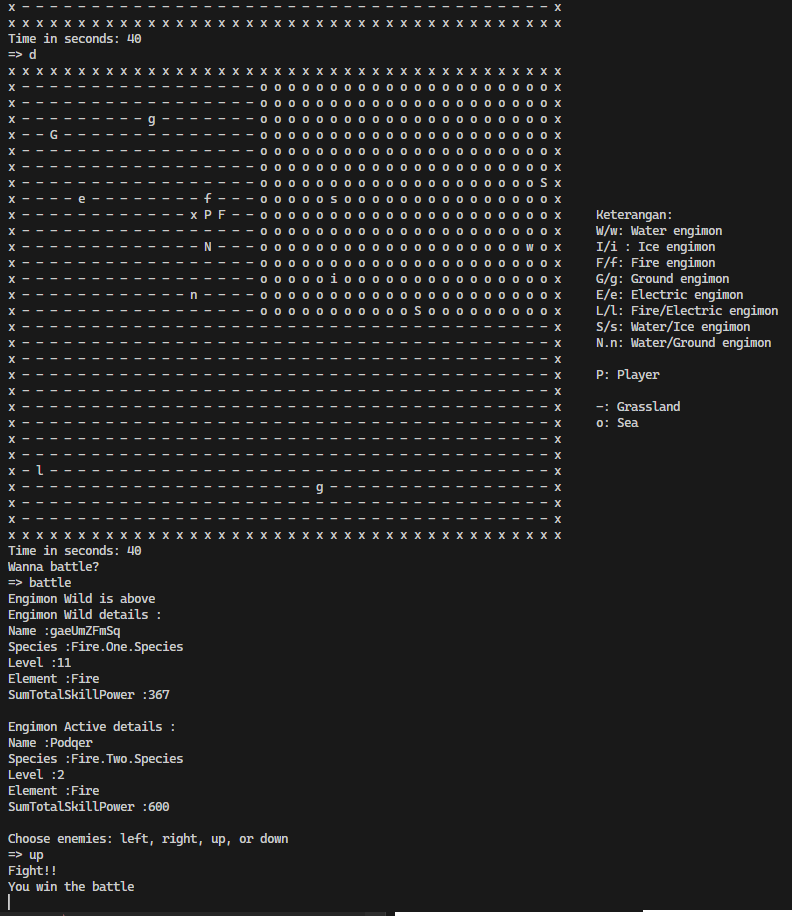 x - - - - - - - - - - - - - - - - - - - - - - - - - - - - - - - - - - - - - - x
x x x x x x x x x x x x x x x x x x x x x x x x x x x x x x x x x x x x x x x x
Time in seconds: 40
=> d
x x x x x x x x x x x x x x x x x x x x x x x x x x x x x x x x x x x x x x x x
x - - - - - - - - - - - - - - - - - o o o o o o o o o o o o o o o o o o o o o x
x - - - - - - - - - - - - - - - - - o o o o o o o o o o o o o o o o o o o o o x
x - - - - - - - - - g - - - - - - - o o o o o o o o o o o o o o o o o o o o o x
x - - G - - - - - - - - - - - - - - o o o o o o o o o o o o o o o o o o o o o x
x - - - - - - - - - - - - - - - - - o o o o o o o o o o o o o o o o o o o o o x
x - - - - - - - - - - - - - - - - - o o o o o o o o o o o o o o o o o o o o o x
x - - - - - - - - - - - - - - - - - o o o o o o o o o o o o o o o o o o o o S x
x - - - - e - - - - - - - - f - - - o o o o o s o o o o o o o o o o o o o o o x
x - - - - - - - - - - - - x P F - - o o o o o o o o o o o o o o o o o o o o o x Keterangan:
x - - - - - - - - - - - - - - - - - o o o o o o o o o o o o o o o o o o o o o x W/w: Water engimon
x - - - - - - - - - - - - - N - - - o o o o o o o o o o o o o o o o o o o w o x I/i : Ice engimon
x - - - - - - - - - - - - - - - - - o o o o o o o o o o o o o o o o o o o o o x F/f: Fire engimon
x - - - - - - - - - - - - - - - - - o o o o o i o o o o o o o o o o o o o o o x G/g: Ground engimon
x - - - - - - - - - - - - n - - - - o o o o o o o o o o o o o o o o o o o o o x E/e: Electric engimon
x - - - - - - - - - - - - - - - - - o o o o o o o o o o o S o o o o o o o o o x L/l: Fire/Electric engimon
x - - - - - - - - - - - - - - - - - - - - - - - - - - - - - - - - - - - - - - x S/s: Water/Ice engimon
x - - - - - - - - - - - - - - - - - - - - - - - - - - - - - - - - - - - - - - x N.n: Water/Ground engimon
x - - - - - - - - - - - - - - - - - - - - - - - - - - - - - - - - - - - - - - x
x - - - - - - - - - - - - - - - - - - - - - - - - - - - - - - - - - - - - - - x P: Player
x - - - - - - - - - - - - - - - - - - - - - - - - - - - - - - - - - - - - - - x
x - - - - - - - - - - - - - - - - - - - - - - - - - - - - - - - - - - - - - - x -: Grassland
x - - - - - - - - - - - - - - - - - - - - - - - - - - - - - - - - - - - - - - x o: Sea
x - - - - - - - - - - - - - - - - - - - - - - - - - - - - - - - - - - - - - - x
x - - - - - - - - - - - - - - - - - - - - - - - - - - - - - - - - - - - - - - x
x - l - - - - - - - - - - - - - - - - - - - - - - - - - - - - - - - - - - - - x
x - - - - - - - - - - - - - - - - - - - - - g - - - - - - - - - - - - - - - - x
x - - - - - - - - - - - - - - - - - - - - - - - - - - - - - - - - - - - - - - x
x - - - - - - - - - - - - - - - - - - - - - - - - - - - - - - - - - - - - - - x
x x x x x x x x x x x x x x x x x x x x x x x x x x x x x x x x x x x x x x x x
Time in seconds: 40
Wanna battle?
=> battle
Engimon Wild is above
Engimon Wild details :
Name :gaeUmZFmSq
Species :Fire.One.Species
Level :11
Element :Fire
SumTotalSkillPower :367

Engimon Active details :
Name :Podqer
Species :Fire.Two.Species
Level :2
Element :Fire
SumTotalSkillPower :600

Choose enemies: left, right, up, or down
=> up
Fight!!
You win the battle